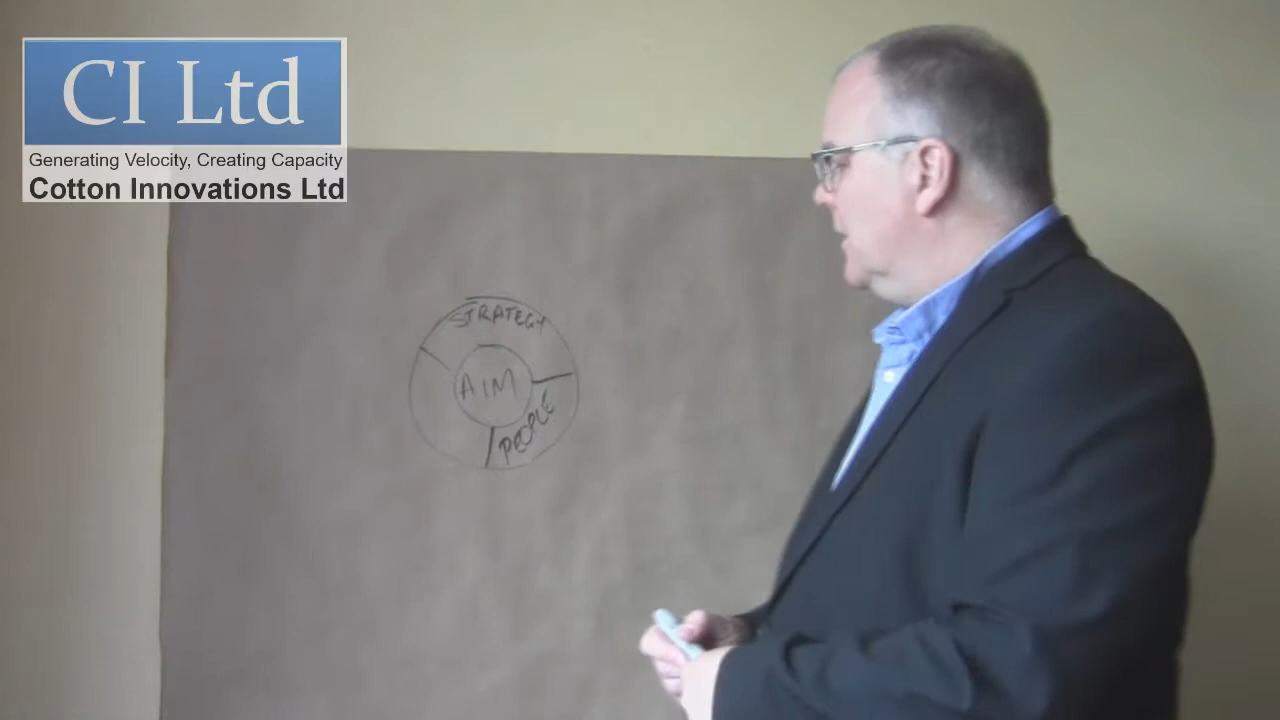 CI Ltd
Generating Velocity, Creating Capacity
Cotton Innovations Ltd
STRATEGY
AIM
PEOPLE